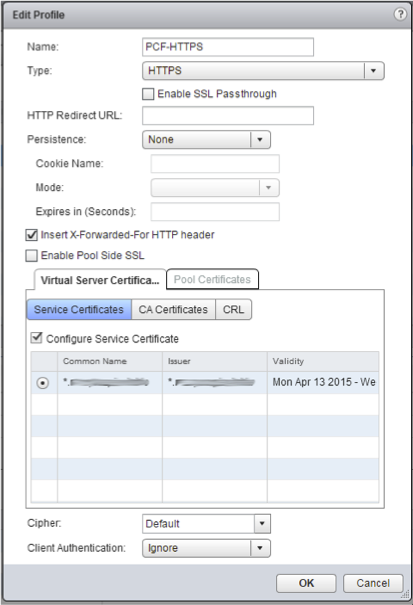 Edit Profile ?
Name: PCF-HTTPS
Type: HTTPS
Enable SSL Passthrough
HTTP Redirect URL:
Persistence: None
Cookie Name:
Mode:
Expires in (Seconds):
Insert X-Forwarded-For HTTP header
Enable Pool Side SSL
Virtual Server Certifica... Pool Certificates
Service Certificates CA Certificates CRL
Configure Service Certificate
Common Name Issuer Validity
*. *. Mon Apr 13 2015 - We
Cipher: Default
Client Authentication: Ignore
OK Cancel